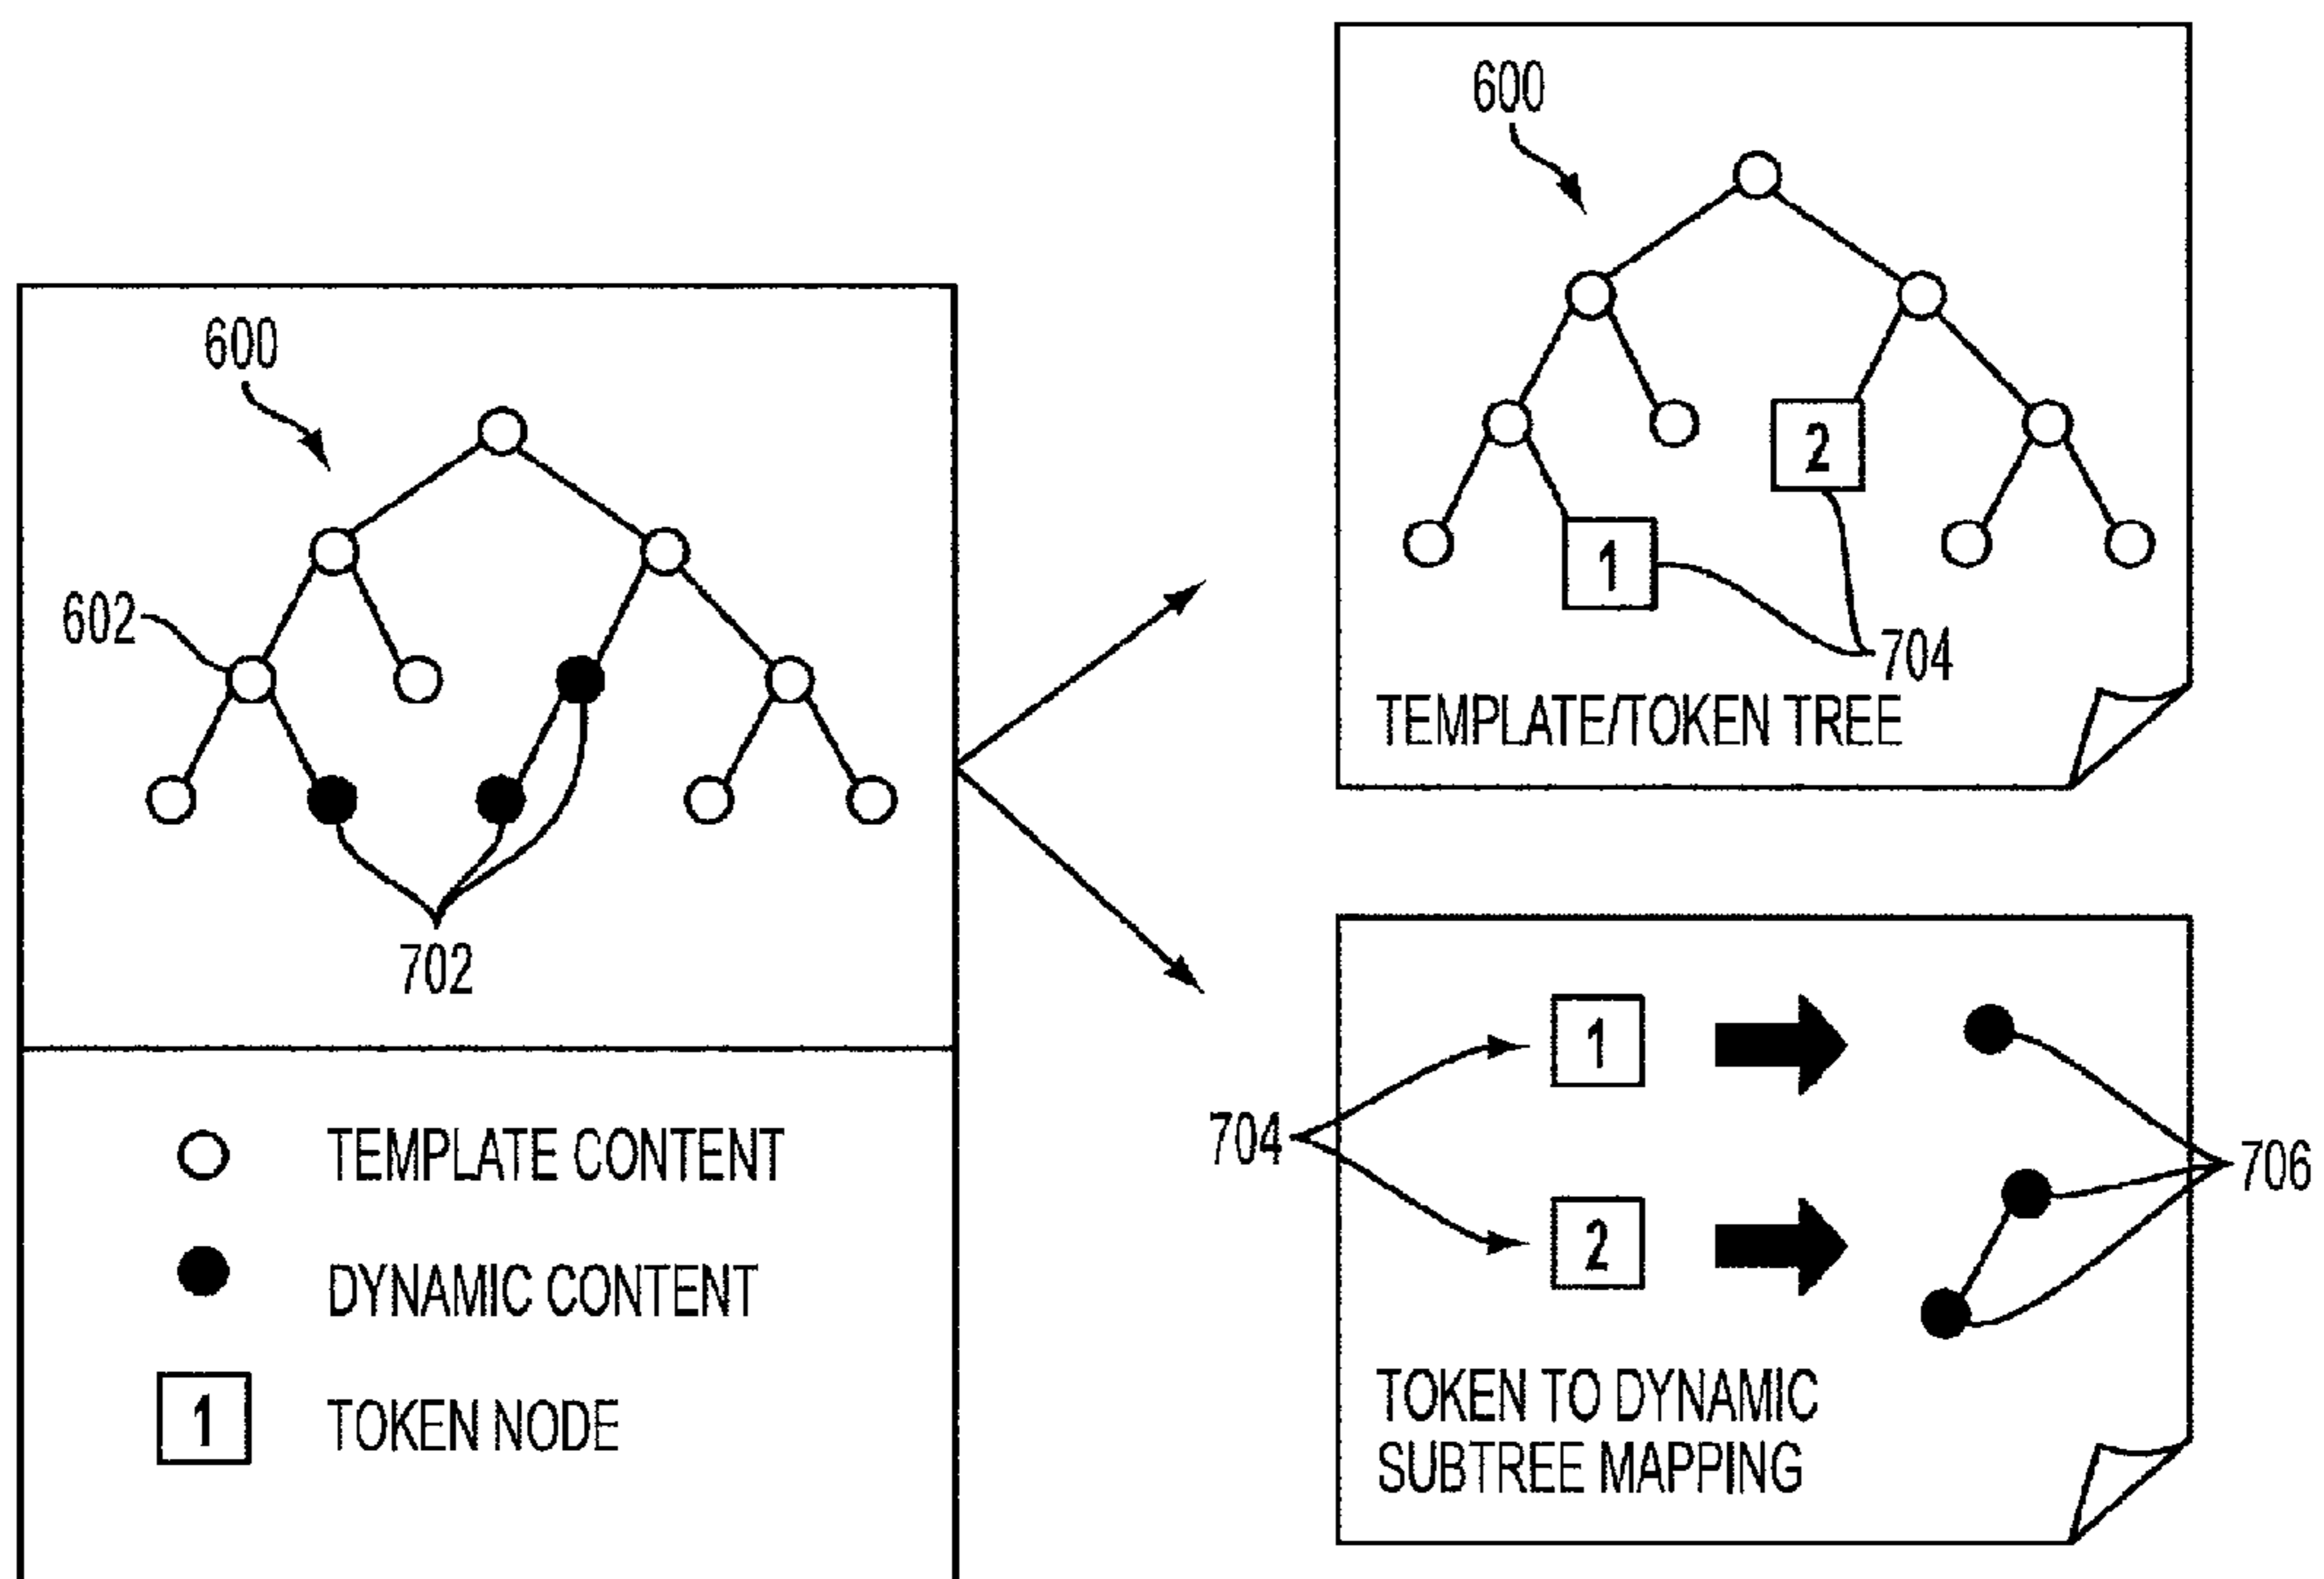 600
602
702
TEMPLATE CONTENT
DYNAMIC CONTENT
1 TOKEN NODE
600
2
1
704
TEMPLATE/TOKEN TREE
1
704
706
2
TOKEN TO DYNAMIC
SUBTREE MAPPING